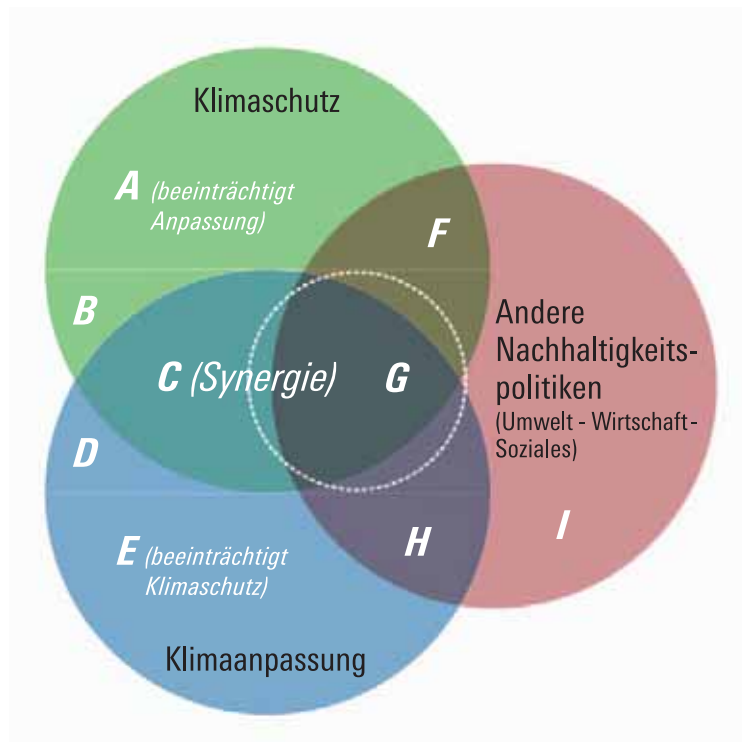 Klimaschutz
A (beeinträchtigt
Anpassung)
F
B
Andere
Nachhaltigkeits-
politiken
(Umwelt - Wirtschaft-
Soziales)
C (Synergie)
G
D
E (beeinträchtigt
Klimaschutz)
H
I
Klimaanpassung